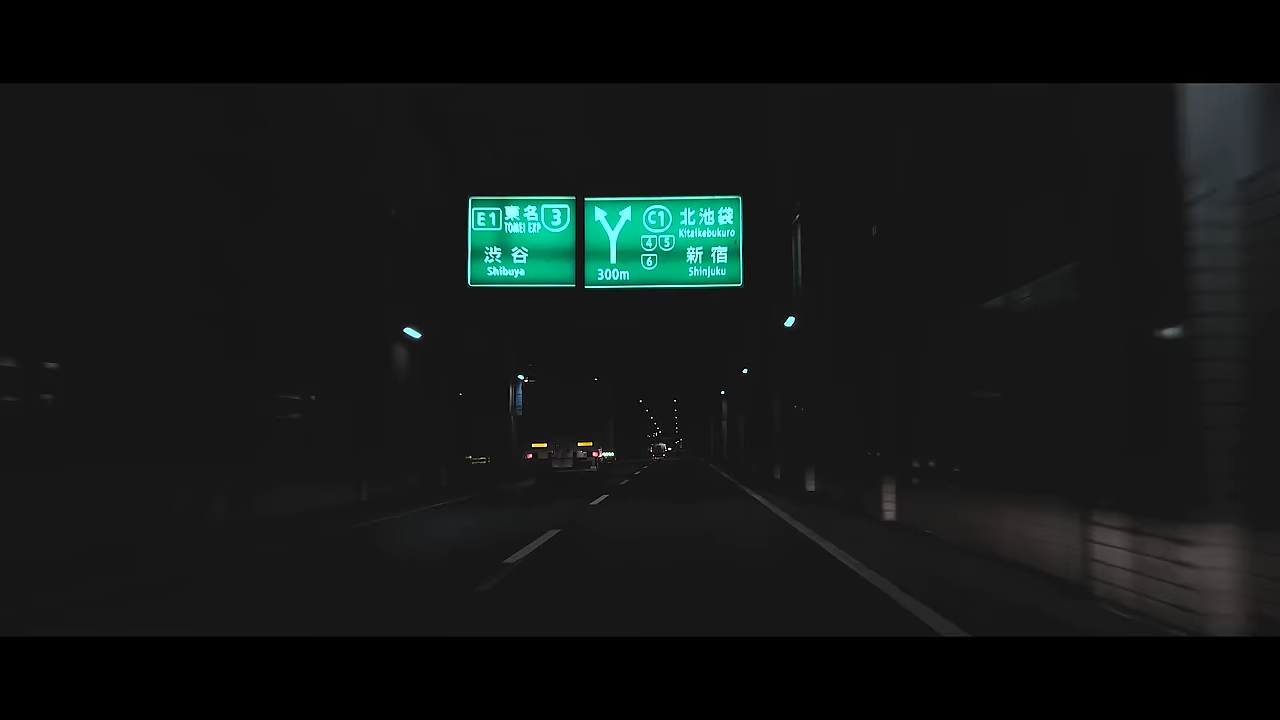 E1 東名 3
TOMEI EXP
渋谷
Shibuya
C1 北池袋
Kitaikebukuro
4 5
新宿
6
Shinjuku
300m